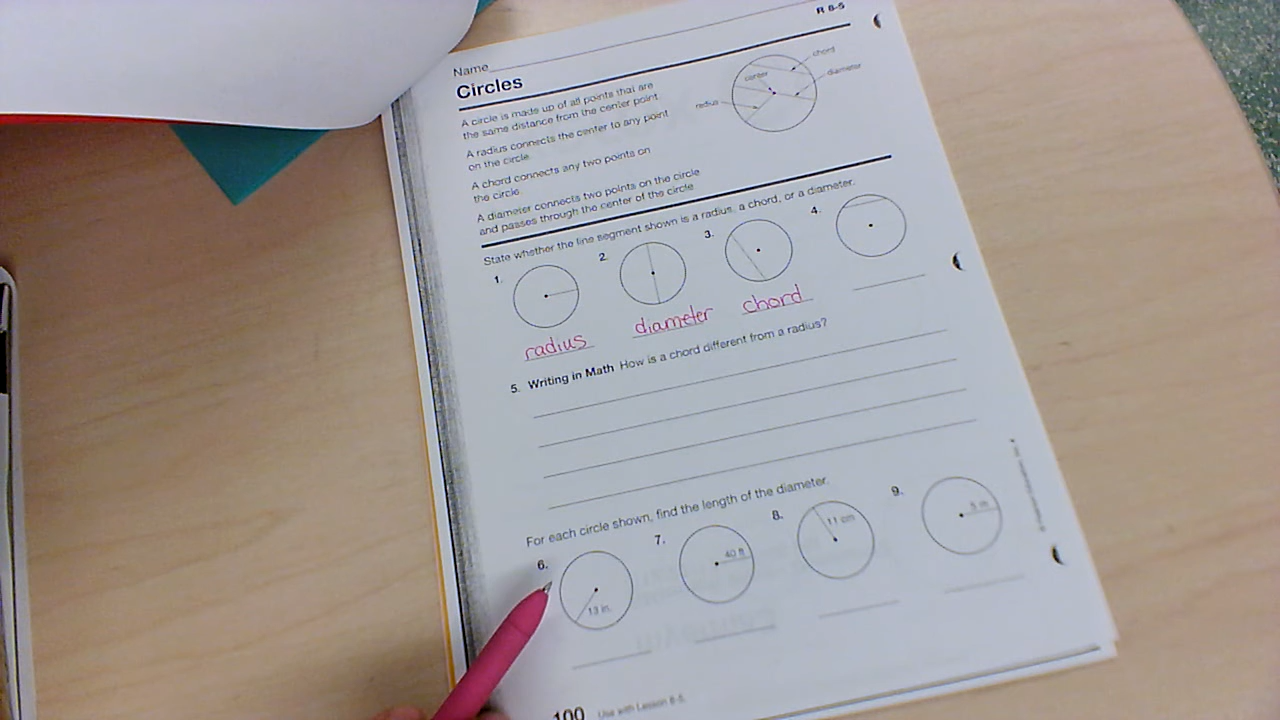 R 8-5
Name
Circles
A circle is made up of all points that are
the same distance from the center point.
A radius connects the center to any point
on the circle.
A chord connects any two points on
the circle.
A diameter connects two points on the circle
and passes through the center of the circle.
chord
center
diameter
radius
State whether the line segment shown is a radius, a chord, or a diameter.
1. 2. 3. 4.
radius diameter chord
5. Writing in Math How is a chord different from a radius?
For each circle shown, find the length of the diameter.
6. 7. 8. 9.
13 in. 40 ft 11 cm 5 m
100 Use with Lesson 8-5.